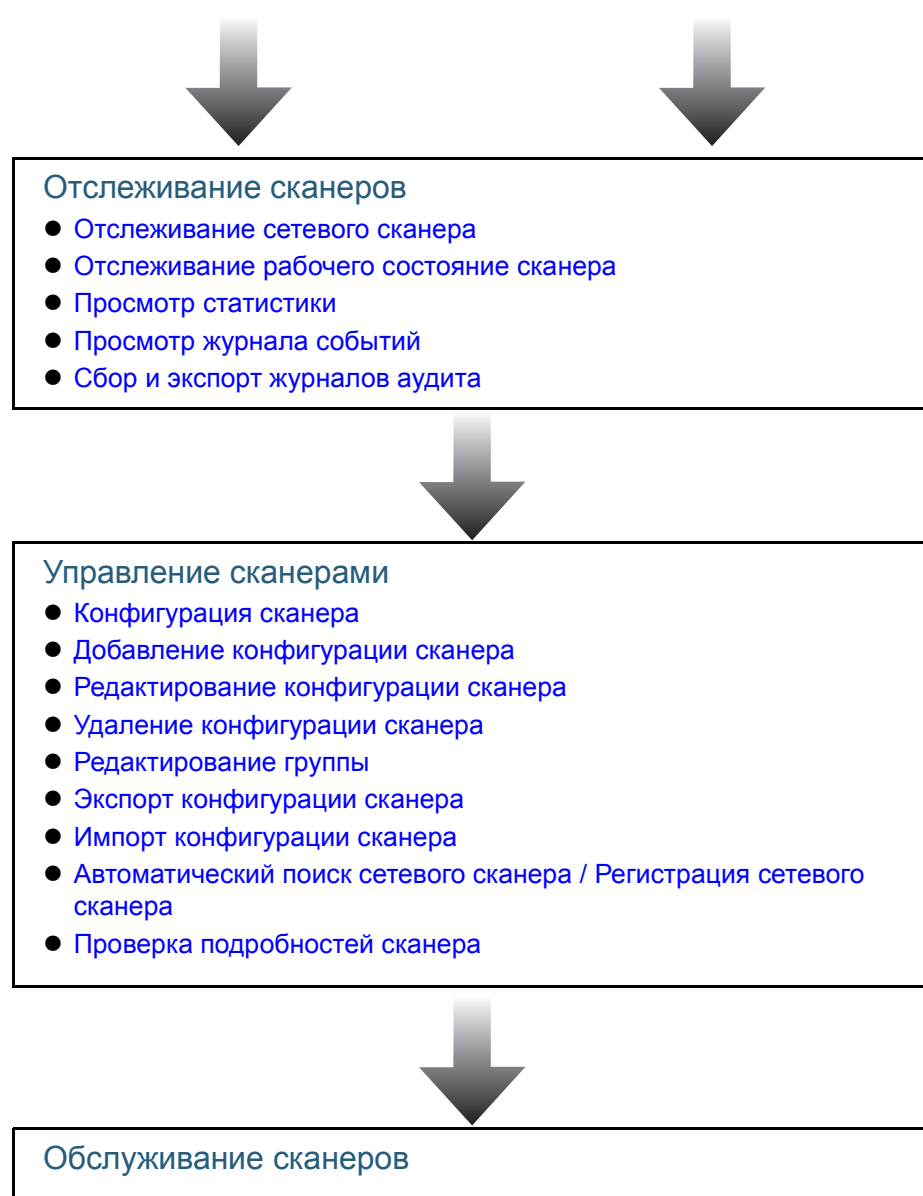 Отслеживание сканеров
● Отслеживание сетевого сканера
● Отслеживание рабочего состояние сканера
● Просмотр статистики
● Просмотр журнала событий
● Сбор и экспорт журналов аудита
Управление сканерами
● Конфигурация сканера
● Добавление конфигурации сканера
● Редактирование конфигурации сканера
● Удаление конфигурации сканера
● Редактирование группы
● Экспорт конфигурации сканера
● Импорт конфигурации сканера
● Автоматический поиск сетевого сканера / Регистрация сетевого
сканера
● Проверка подробностей сканера
Обслуживание сканеров